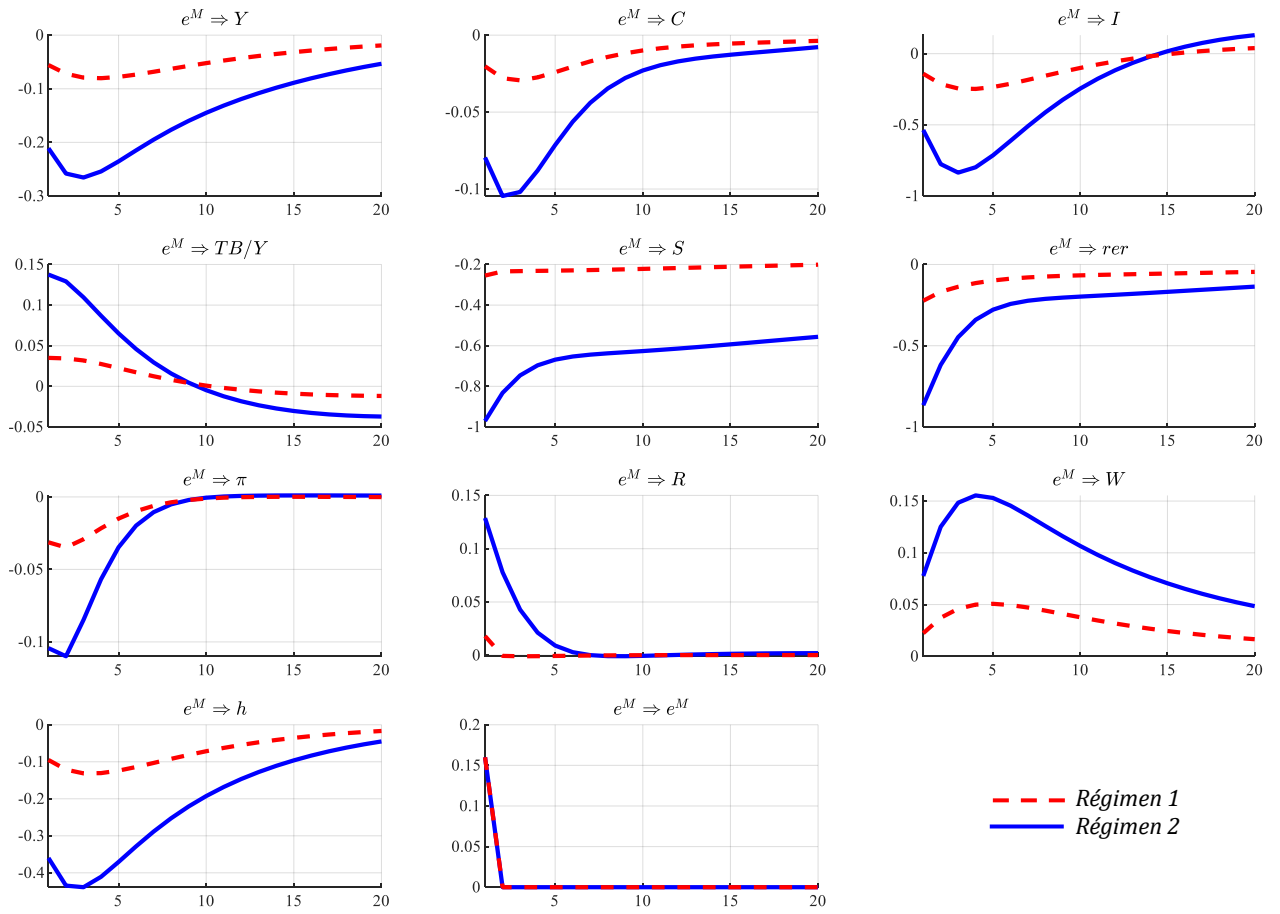 e^M ⇒ Y
0
-0.1
-0.2
-0.3
5 10 15 20
e^M ⇒ C
0
-0.05
-0.1
5 10 15 20
e^M ⇒ I
0
-0.5
-1
5 10 15 20
e^M ⇒ TB/Y
0.15
0.1
0.05
0
-0.05
5 10 15 20
e^M ⇒ S
-0.2
-0.4
-0.6
-0.8
-1
5 10 15 20
e^M ⇒ rer
0
-0.5
-1
5 10 15 20
e^M ⇒ π
0
-0.05
-0.1
5 10 15 20
e^M ⇒ R
0.15
0.1
0.05
0
5 10 15 20
e^M ⇒ W
0.15
0.1
0.05
0
5 10 15 20
e^M ⇒ h
0
-0.1
-0.2
-0.3
-0.4
5 10 15 20
e^M ⇒ e^M
0.2
0.15
0.1
0.05
0
5 10 15 20
Régimen 1
Régimen 2